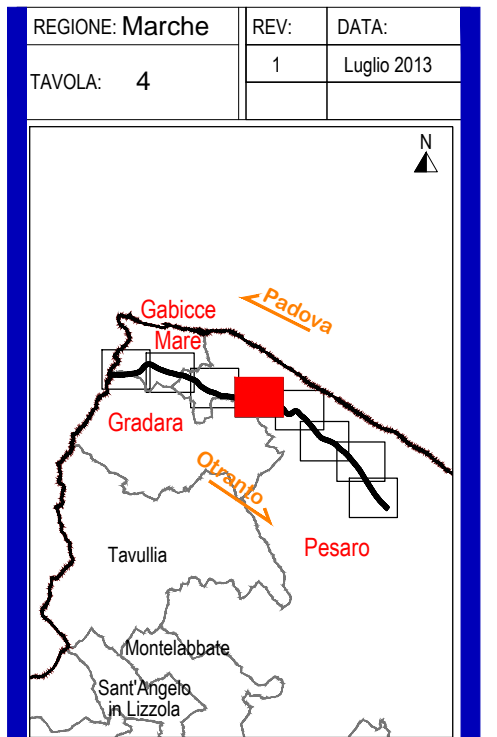 REGIONE: Marche
REV:
DATA:
TAVOLA: 4
1
Luglio 2013
N
Padova
Gabicce
Mare
Gradara
Otranto
Pesaro
Tavullia
Montelabbate
Sant'Angelo
in Lizzola